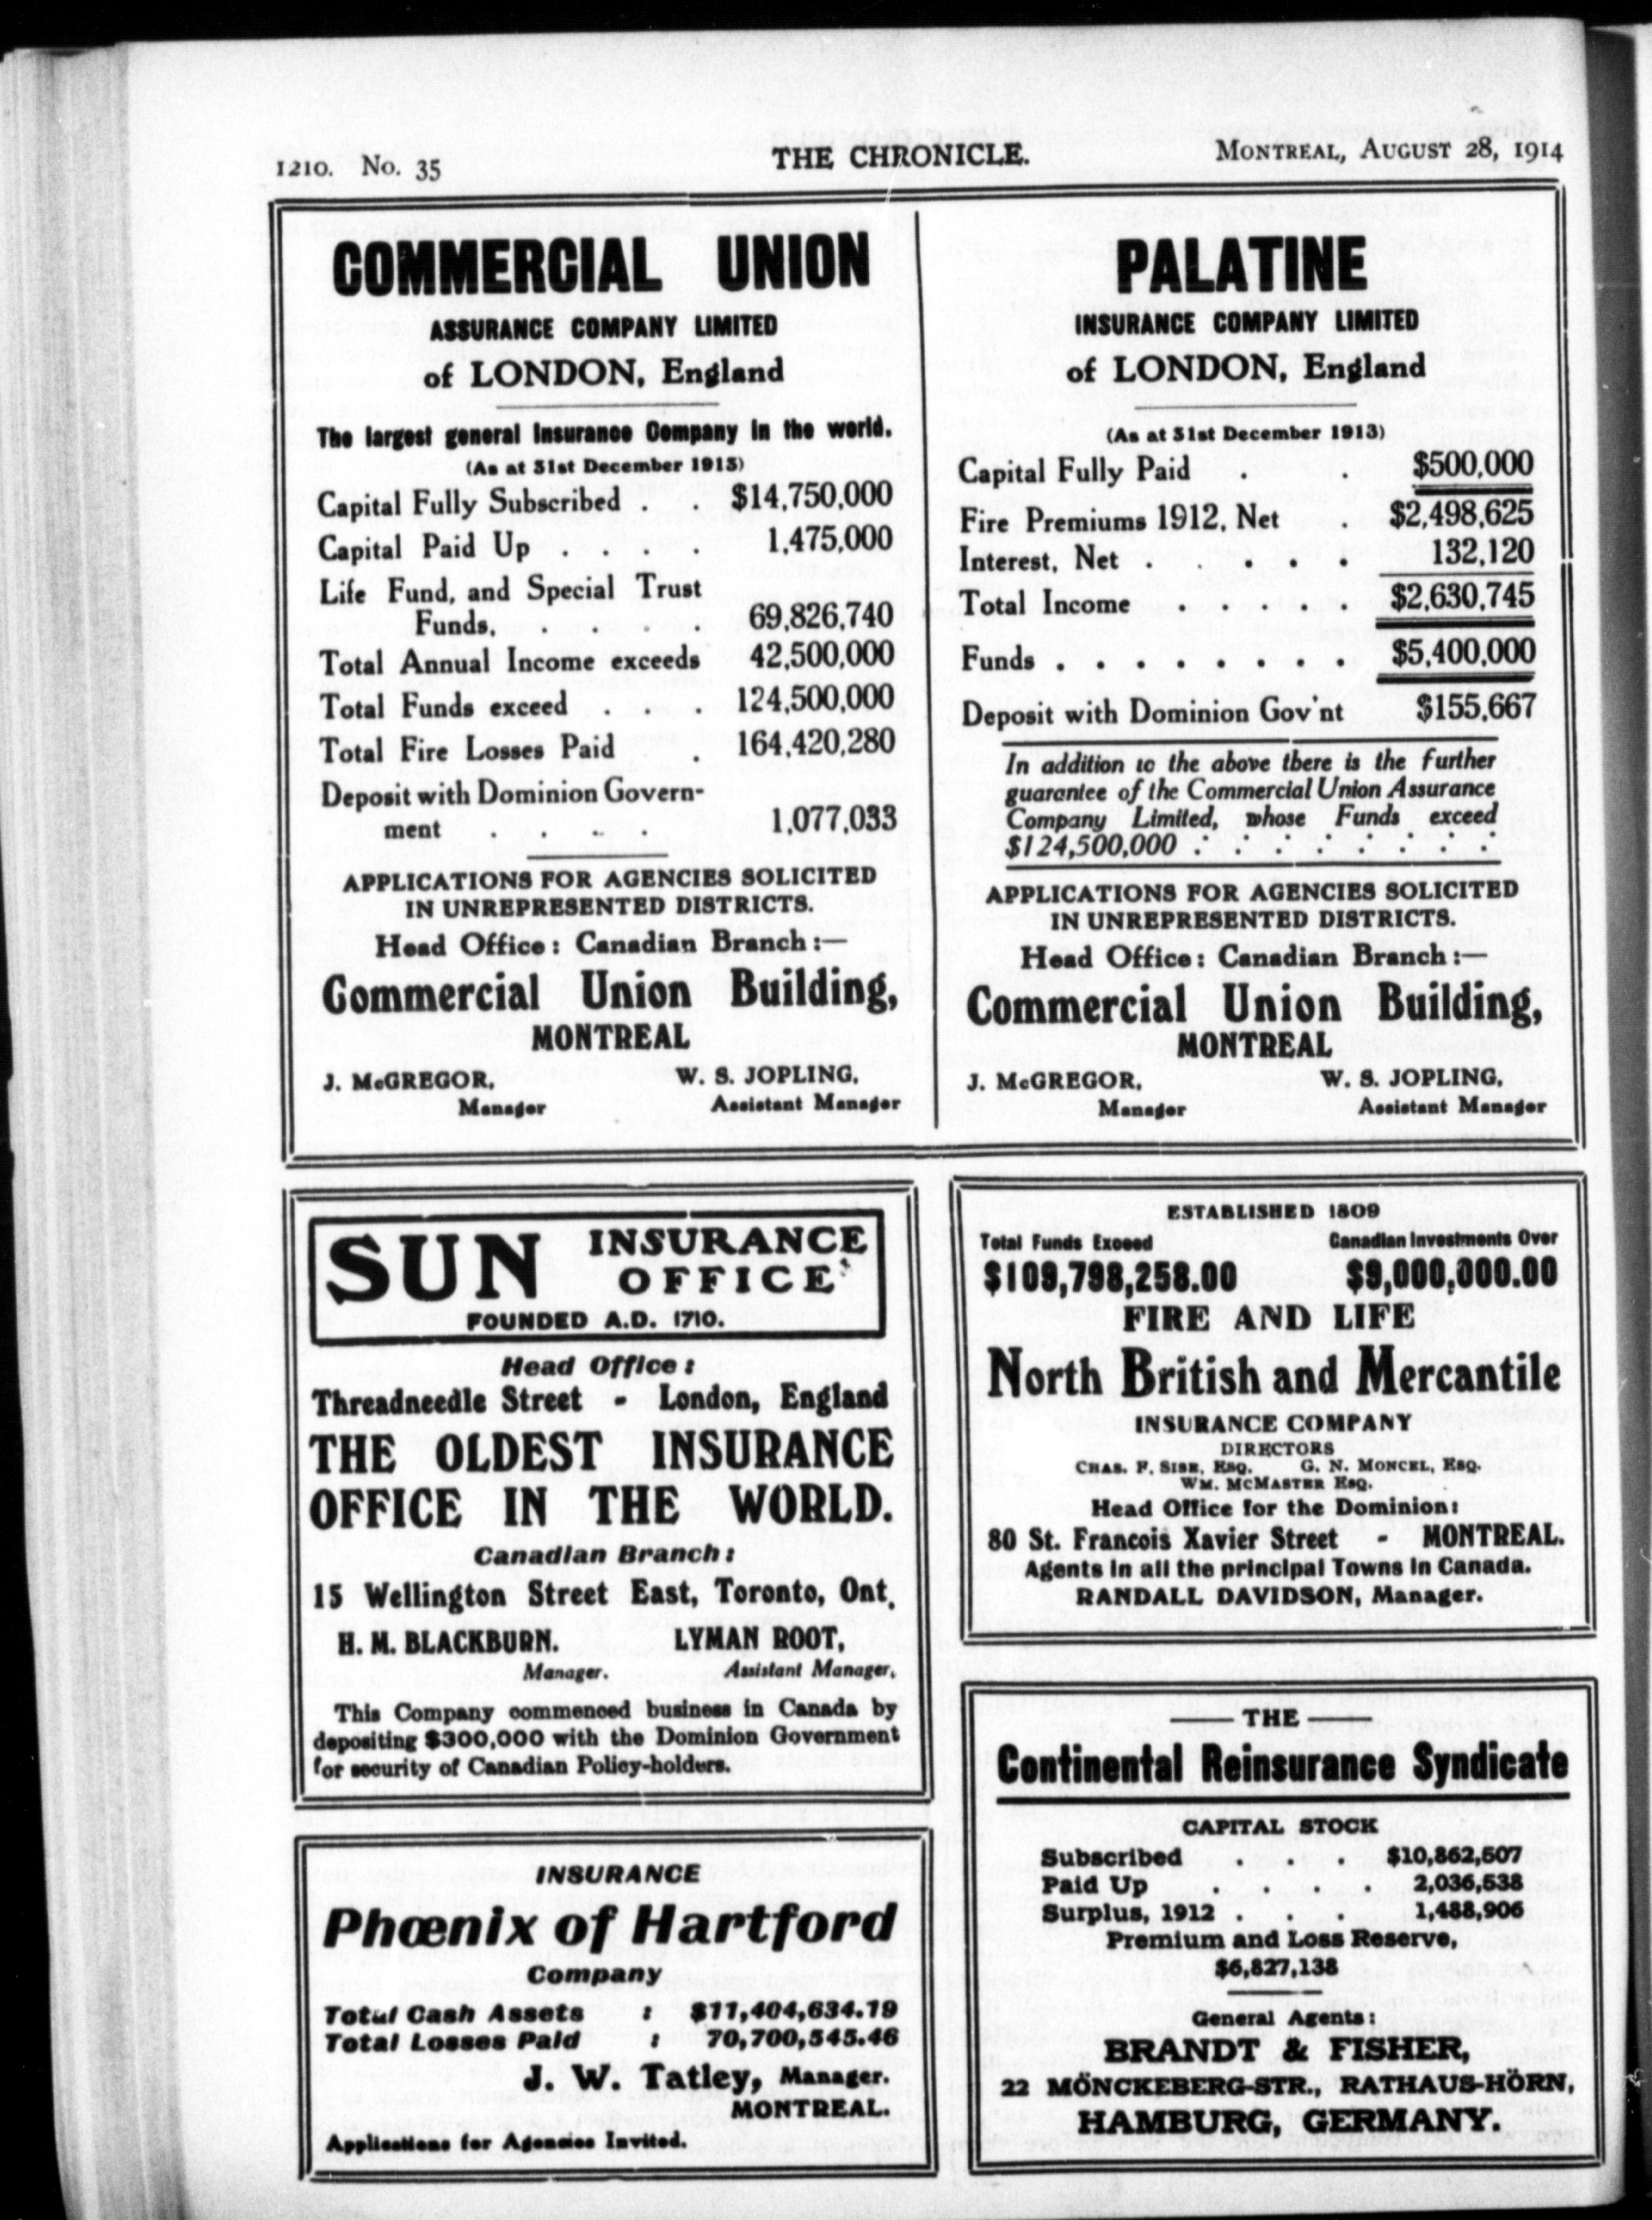 1210. No. 35
THE CHRONICLE.
MONTREAL, AUGUST 28, 1914
COMMERCIAL UNION
ASSURANCE COMPANY LIMITED
of LONDON, England
The largest general Insurance Company in the world.
(As at 31st December 1913)
Capital Fully Subscribed . . $14,750,000
Capital Paid Up . . . . 1,475,000
Life Fund, and Special Trust
Funds, . . . . 69,826,740
Total Annual Income exceeds 42,500,000
Total Funds exceed . . . 124,500,000
Total Fire Losses Paid . 164,420,280
Deposit with Dominion Govern-
ment . . . . 1,077,033
APPLICATIONS FOR AGENCIES SOLICITED
IN UNREPRESENTED DISTRICTS.
Head Office: Canadian Branch:—
Commercial Union Building,
MONTREAL
J. McGREGOR, W. S. JOPLING,
Manager Assistant Manager
PALATINE
INSURANCE COMPANY LIMITED
of LONDON, England
(As at 31st December 1913)
Capital Fully Paid . . $500,000
Fire Premiums 1912, Net . $2,498,625
Interest, Net . . . . . 132,120
Total Income . . . . $2,630,745
Funds . . . . . . . . $5,400,000
Deposit with Dominion Gov'nt $155,667
In addition to the above there is the further
guarantee of the Commercial Union Assurance
Company Limited, whose Funds exceed
$124,500,000 . . . . . . . .
APPLICATIONS FOR AGENCIES SOLICITED
IN UNREPRESENTED DISTRICTS.
Head Office: Canadian Branch:—
Commercial Union Building,
MONTREAL
J. McGREGOR, W. S. JOPLING,
Manager Assistant Manager
SUN INSURANCE
OFFICE
FOUNDED A.D. 1710.
Head Office:
Threadneedle Street - London, England
THE OLDEST INSURANCE
OFFICE IN THE WORLD.
Canadian Branch:
15 Wellington Street East, Toronto, Ont.
H. M. BLACKBURN. LYMAN ROOT,
Manager. Assistant Manager.
This Company commenced business in Canada by
depositing $300,000 with the Dominion Government
for security of Canadian Policy-holders.
INSURANCE
Phœnix of Hartford
Company
Total Cash Assets : $11,404,634.19
Total Losses Paid : 70,700,545.46
J. W. Tatley, Manager.
MONTREAL.
Applications for Agencies Invited.
ESTABLISHED 1809
Total Funds Exceed Canadian Investments Over
$109,798,258.00 $9,000,000.00
FIRE AND LIFE
North British and Mercantile
INSURANCE COMPANY
DIRECTORS
CHAS. F. SISE, ESQ. G. N. MONCEL, ESQ.
WM. MCMASTER ESQ.
Head Office for the Dominion:
80 St. Francois Xavier Street - MONTREAL.
Agents in all the principal Towns in Canada.
RANDALL DAVIDSON, Manager.
THE
Continental Reinsurance Syndicate
CAPITAL STOCK
Subscribed . . . $10,862,507
Paid Up . . . . 2,036,538
Surplus, 1912 . . . 1,488,906
Premium and Loss Reserve,
$6,827,138
General Agents:
BRANDT & FISHER,
22 MÖNCKEBERG-STR., RATHAUS-HÖRN,
HAMBURG, GERMANY.